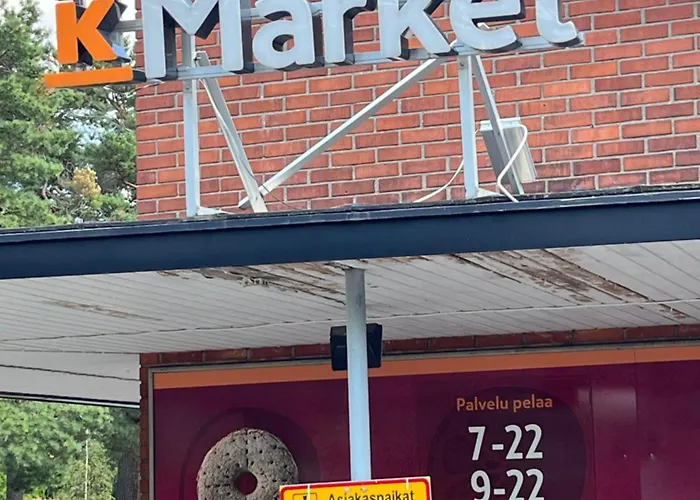 K
K Market
Palvelu pelaa
7-22
9-22
Asiakaspaikat